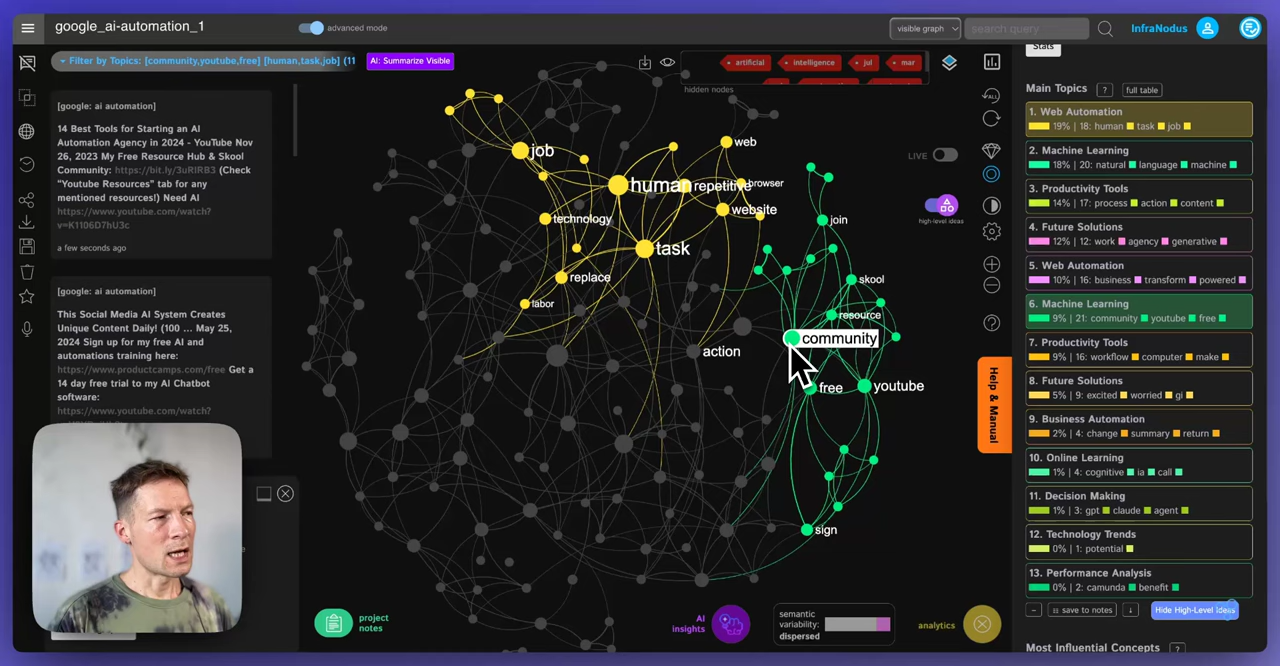 google_ai-automation_1
advanced mode
visible graph
search query
InfraNodus
Filter by Topics: [community,youtube,free] [human,task,job] (11
AI: Summarize Visible
artificial
intelligence
jul
mar
hidden nodes
[google: ai automation]
14 Best Tools for Starting an AI
Automation Agency in 2024 - YouTube Nov
26, 2023 My Free Resource Hub & Skool
Community: https://bit.ly/3uRIRB3 (Check
"Youtube Resources" tab for any
mentioned resources!) Need AI
https://www.youtube.com/watch?
v=K1106D7hU3c
a few seconds ago
[google: ai automation]
This Social Media AI System Creates
Unique Content Daily! (100 ... May 25,
2024 Sign up for my free AI and
automations training here:
https://www.productcamps.com/free Get a
14 day free trial to my AI Chatbot
software:
https://www.youtube.com/watch?
job
web
human
repetitive
browser
technology
website
join
task
replace
skool
labor
resource
community
action
free
youtube
sign
LIVE
high-level ideas
Help & Manual
project
notes
AI
insights
semantic
variability:
dispersed
analytics
Stats
Main Topics
?
full table
1. Web Automation
19% | 18: human task job
2. Machine Learning
18% | 20: natural language machine
3. Productivity Tools
14% | 17: process action content
4. Future Solutions
12% | 12: work agency generative
5. Web Automation
10% | 16: business transform powered
6. Machine Learning
9% | 21: community youtube free
7. Productivity Tools
9% | 16: workflow computer make
8. Future Solutions
5% | 9: excited worried gi
9. Business Automation
2% | 4: change summary return
10. Online Learning
1% | 4: cognitive ia call
11. Decision Making
1% | 3: gpt claude agent
12. Technology Trends
0% | 1: potential
13. Performance Analysis
0% | 2: camunda benefit
save to notes
Hide High-Level Ideas
Most Influential Concepts
?